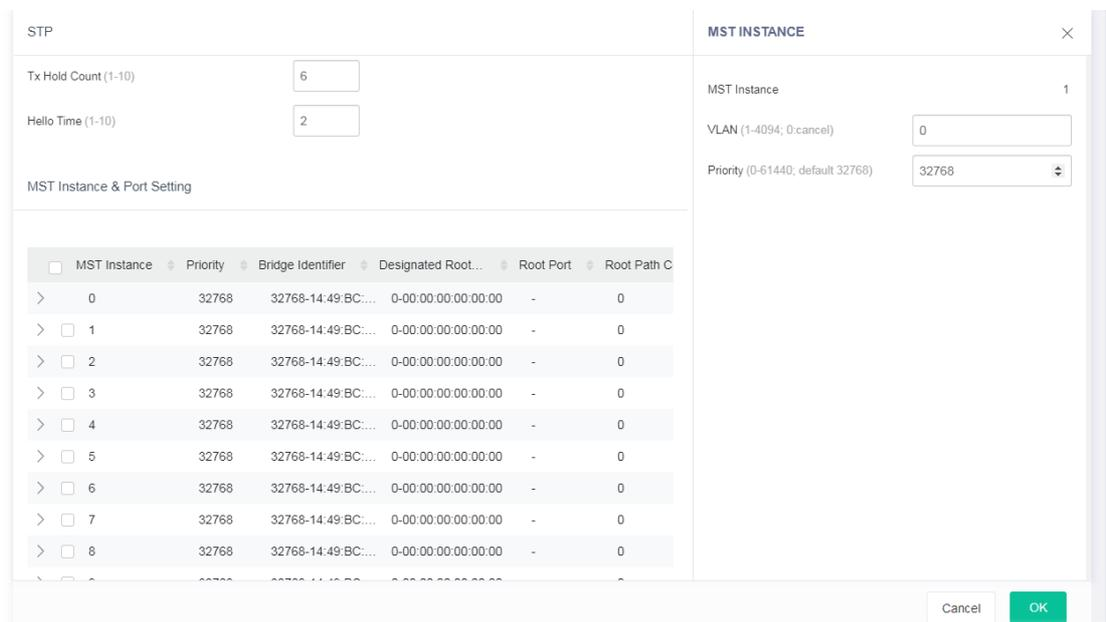 STP
Tx Hold Count (1-10) 6
Hello Time (1-10) 2
MST Instance & Port Setting
MST Instance Priority Bridge Identifier Designated Root... Root Port Root Path C
0 32768 32768-14:49:BC:... 0-00:00:00:00:00:00 - 0
1 32768 32768-14:49:BC:... 0-00:00:00:00:00:00 - 0
2 32768 32768-14:49:BC:... 0-00:00:00:00:00:00 - 0
3 32768 32768-14:49:BC:... 0-00:00:00:00:00:00 - 0
4 32768 32768-14:49:BC:... 0-00:00:00:00:00:00 - 0
5 32768 32768-14:49:BC:... 0-00:00:00:00:00:00 - 0
6 32768 32768-14:49:BC:... 0-00:00:00:00:00:00 - 0
7 32768 32768-14:49:BC:... 0-00:00:00:00:00:00 - 0
8 32768 32768-14:49:BC:... 0-00:00:00:00:00:00 - 0
MST INSTANCE
MST Instance 1
VLAN (1-4094; 0:cancel) 0
Priority (0-61440; default 32768) 32768
Cancel OK